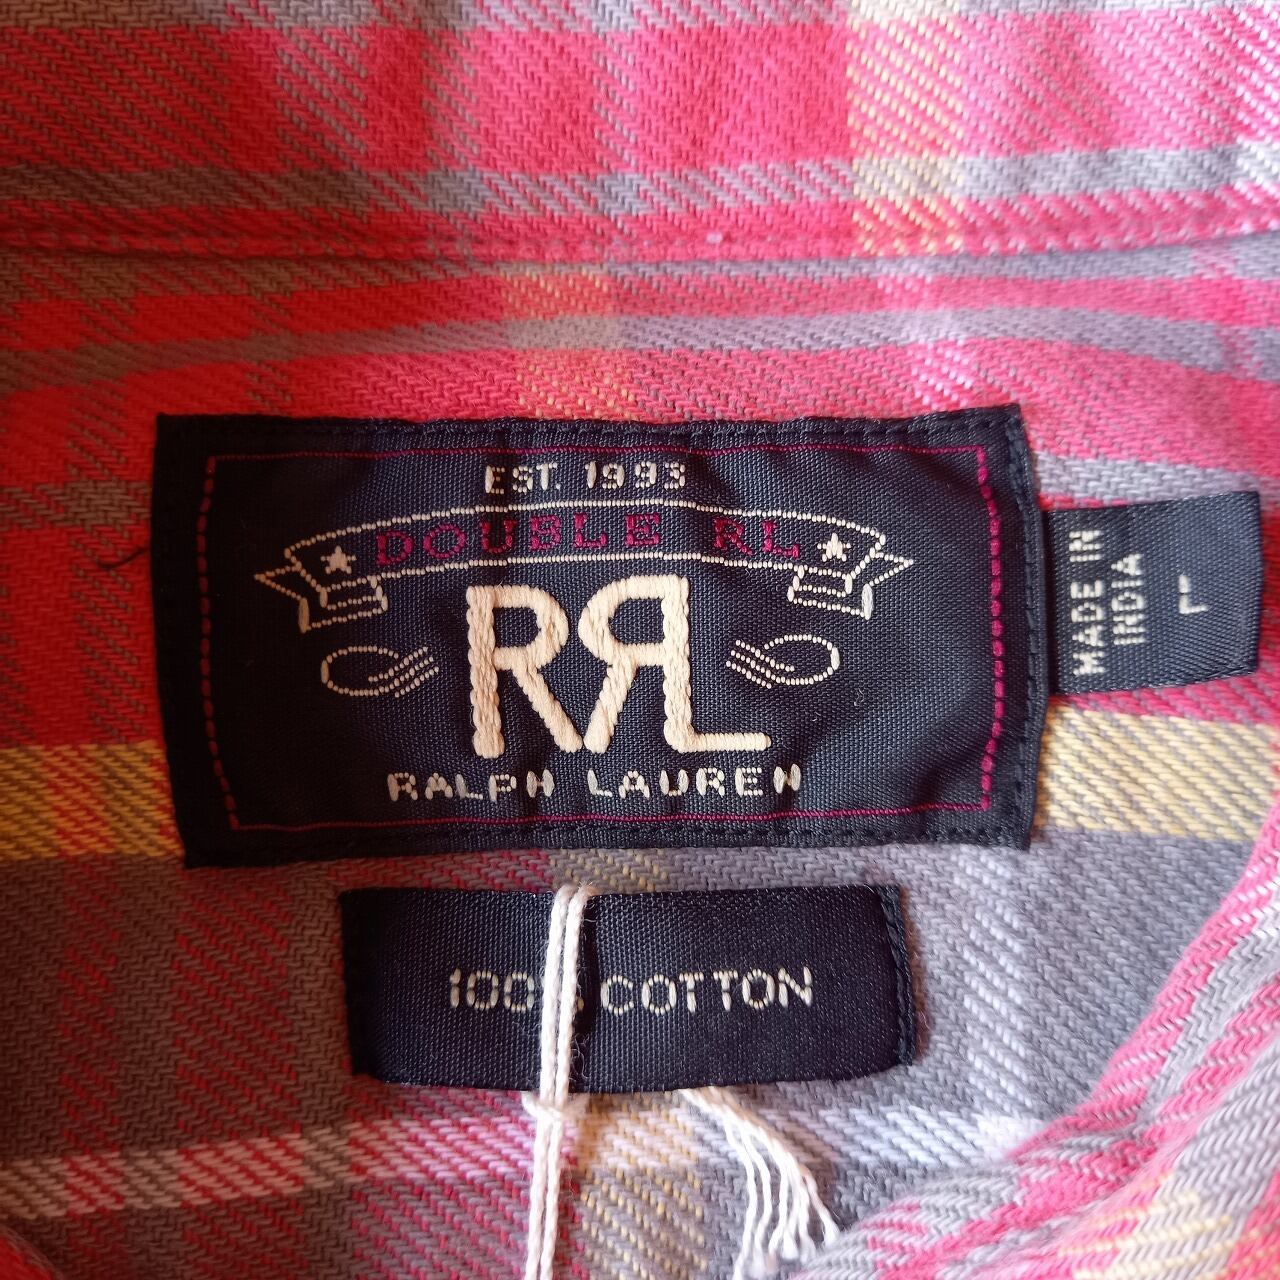 EST. 1993
DOUBLE RL
RRL
RALPH LAUREN
MADE IN
INDIA
L
100% COTTON